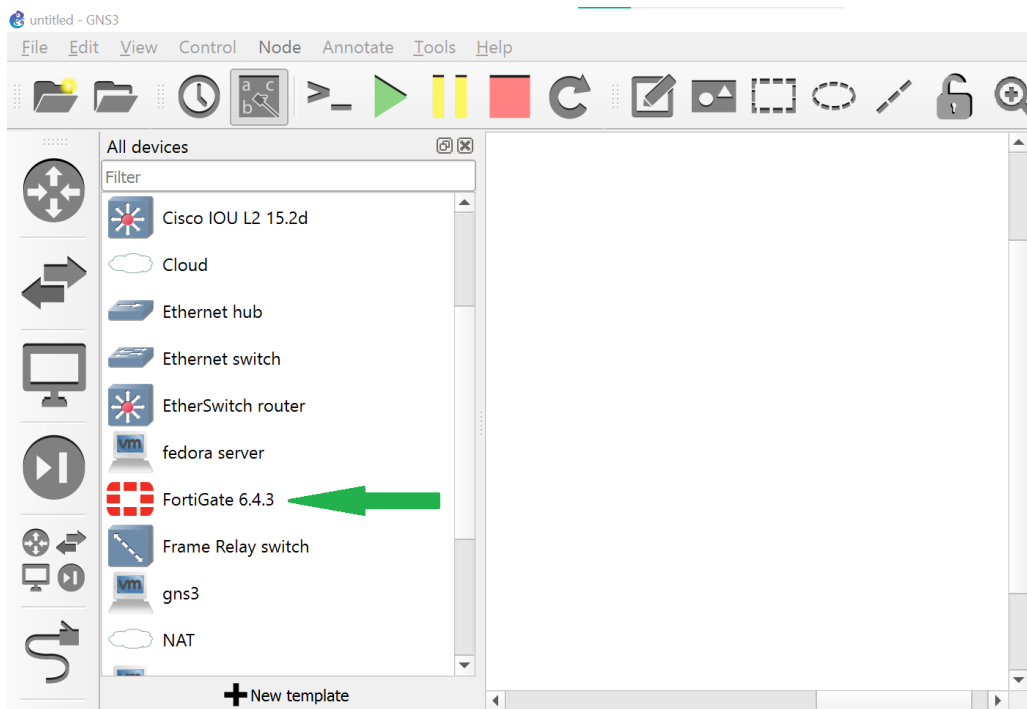 untitled - GNS3
File Edit View Control Node Annotate Tools Help
a c
b
>_
All devices
Filter
Cisco IOU L2 15.2d
Cloud
Ethernet hub
Ethernet switch
EtherSwitch router
vm
fedora server
FortiGate 6.4.3
Frame Relay switch
vm
gns3
NAT
New template